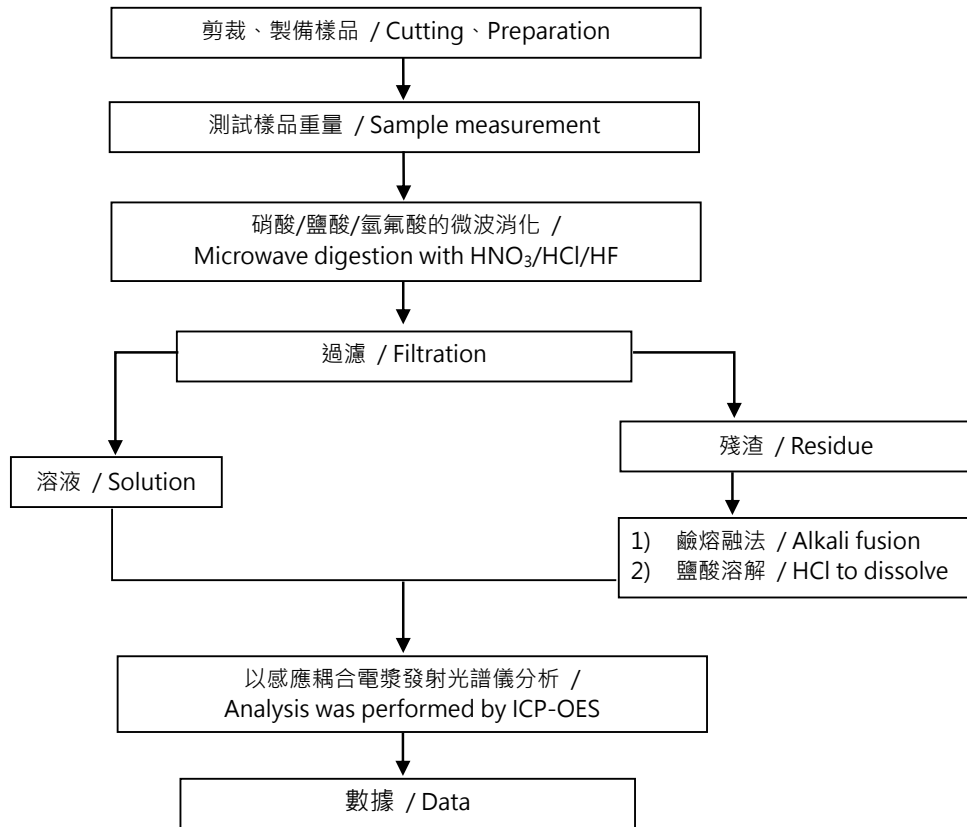 剪裁、製備樣品 / Cutting、Preparation
測試樣品重量 / Sample measurement
硝酸/鹽酸/氫氟酸的微波消化 /
Microwave digestion with HNO₃/HCl/HF
過濾 / Filtration
溶液 / Solution
殘渣 / Residue
1) 鹼熔融法 / Alkali fusion
2) 鹽酸溶解 / HCl to dissolve
以感應耦合電漿發射光譜儀分析 /
Analysis was performed by ICP-OES
數據 / Data